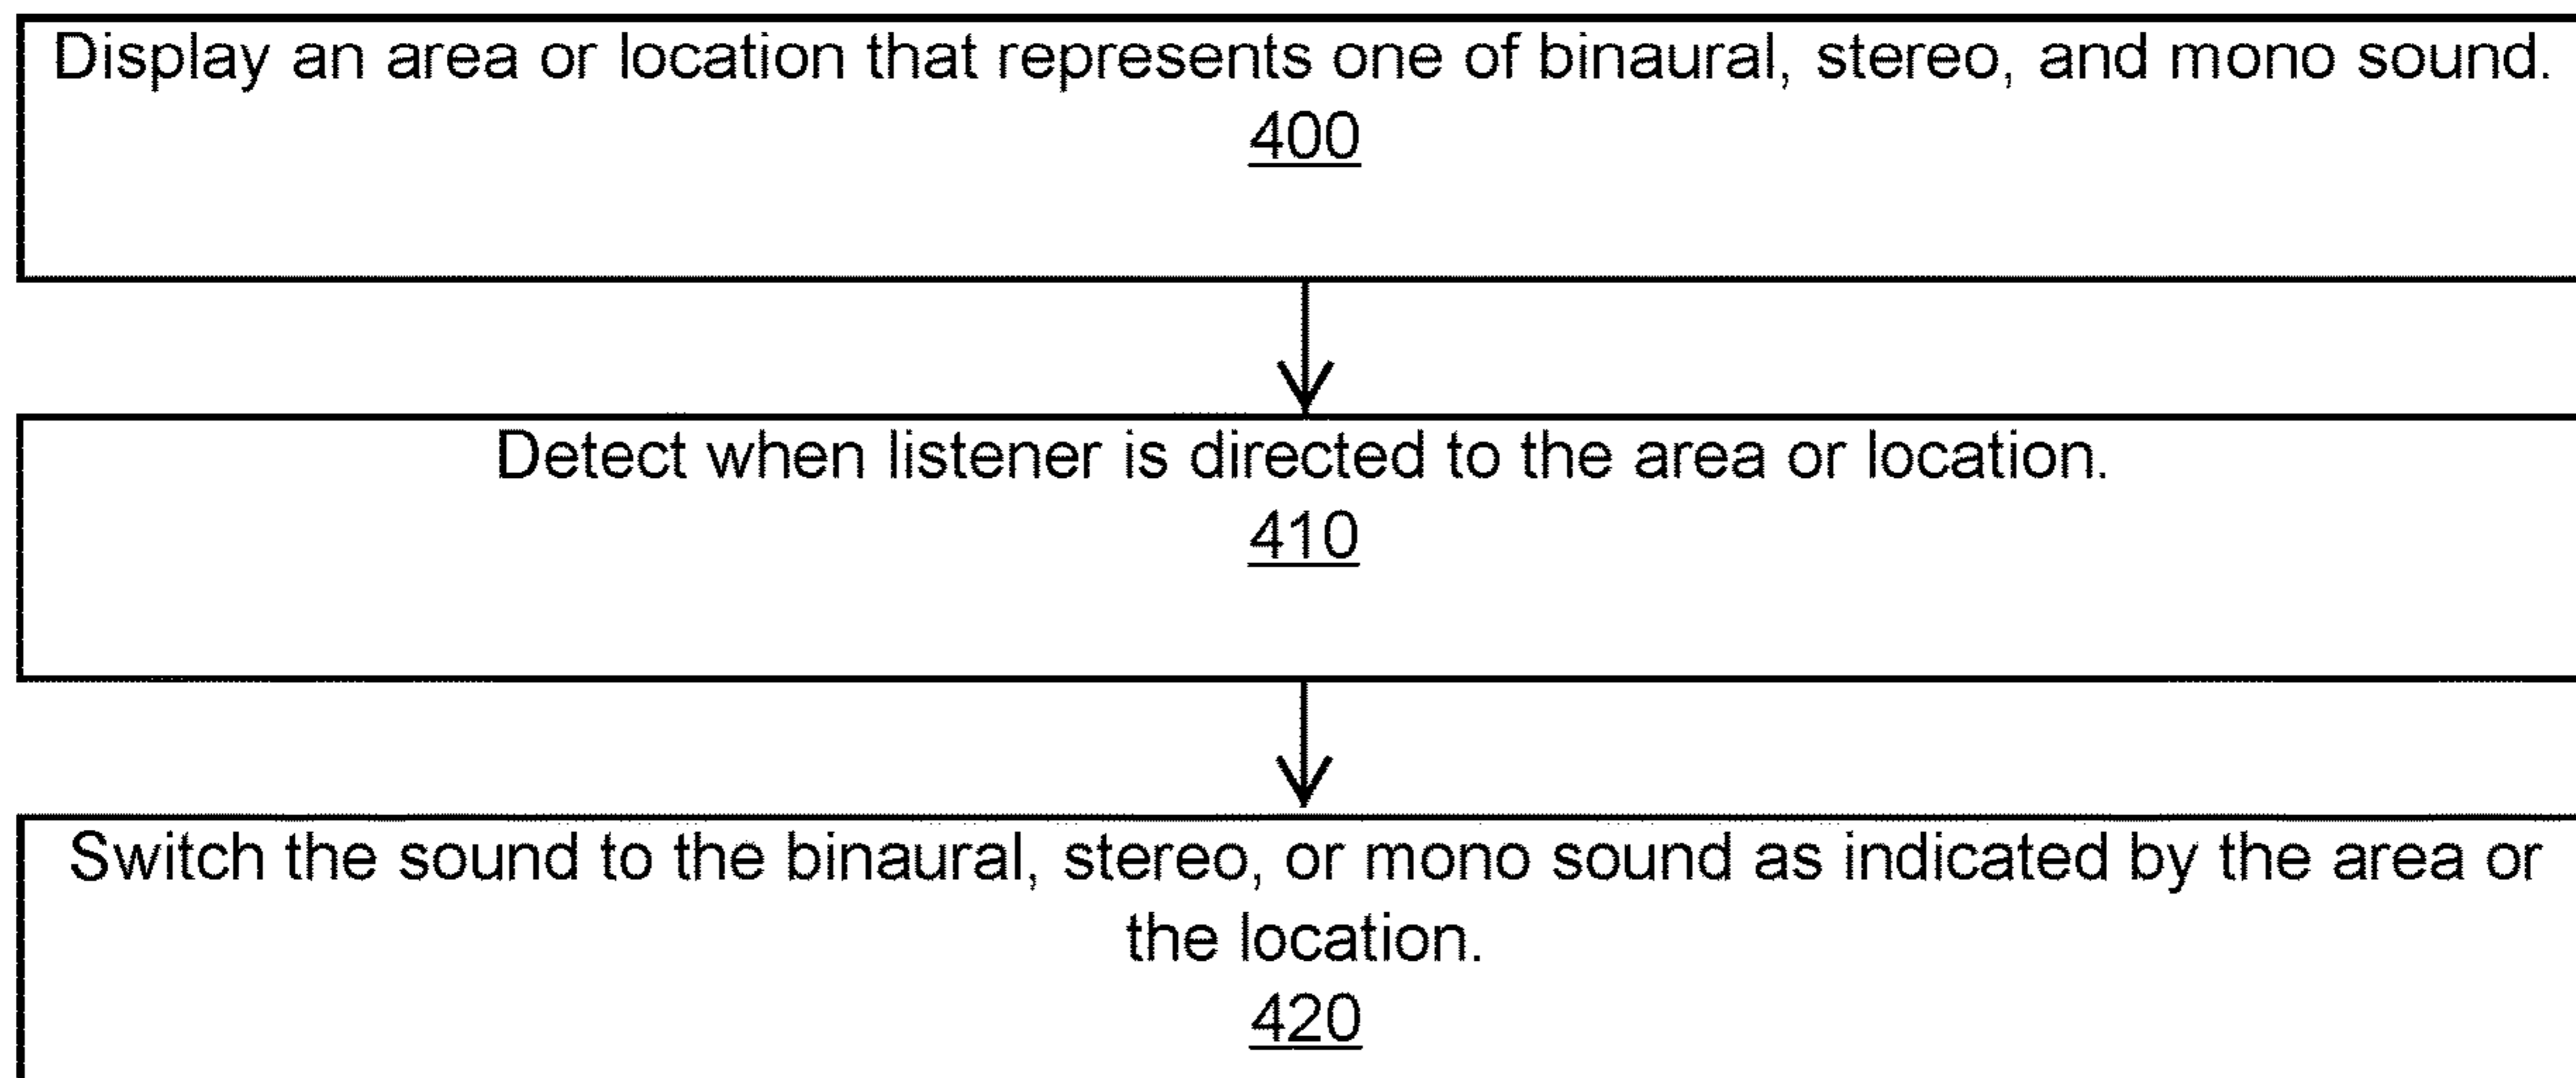 Display an area or location that represents one of binaural, stereo, and mono sound.
400
Detect when listener is directed to the area or location.
410
Switch the sound to the binaural, stereo, or mono sound as indicated by the area or
the location.
420